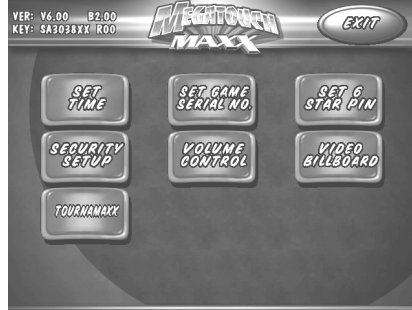 VER: V6.00 B2.00
KEY: SA3038XX R00
MEGATOUCH
MAXX
EXIT
SET
TIME
SET GAME
SERIAL NO.
SET 6
STAR PIN
SECURITY
SETUP
VOLUME
CONTROL
VIDEO
BILLBOARD
TOURNAMAXX